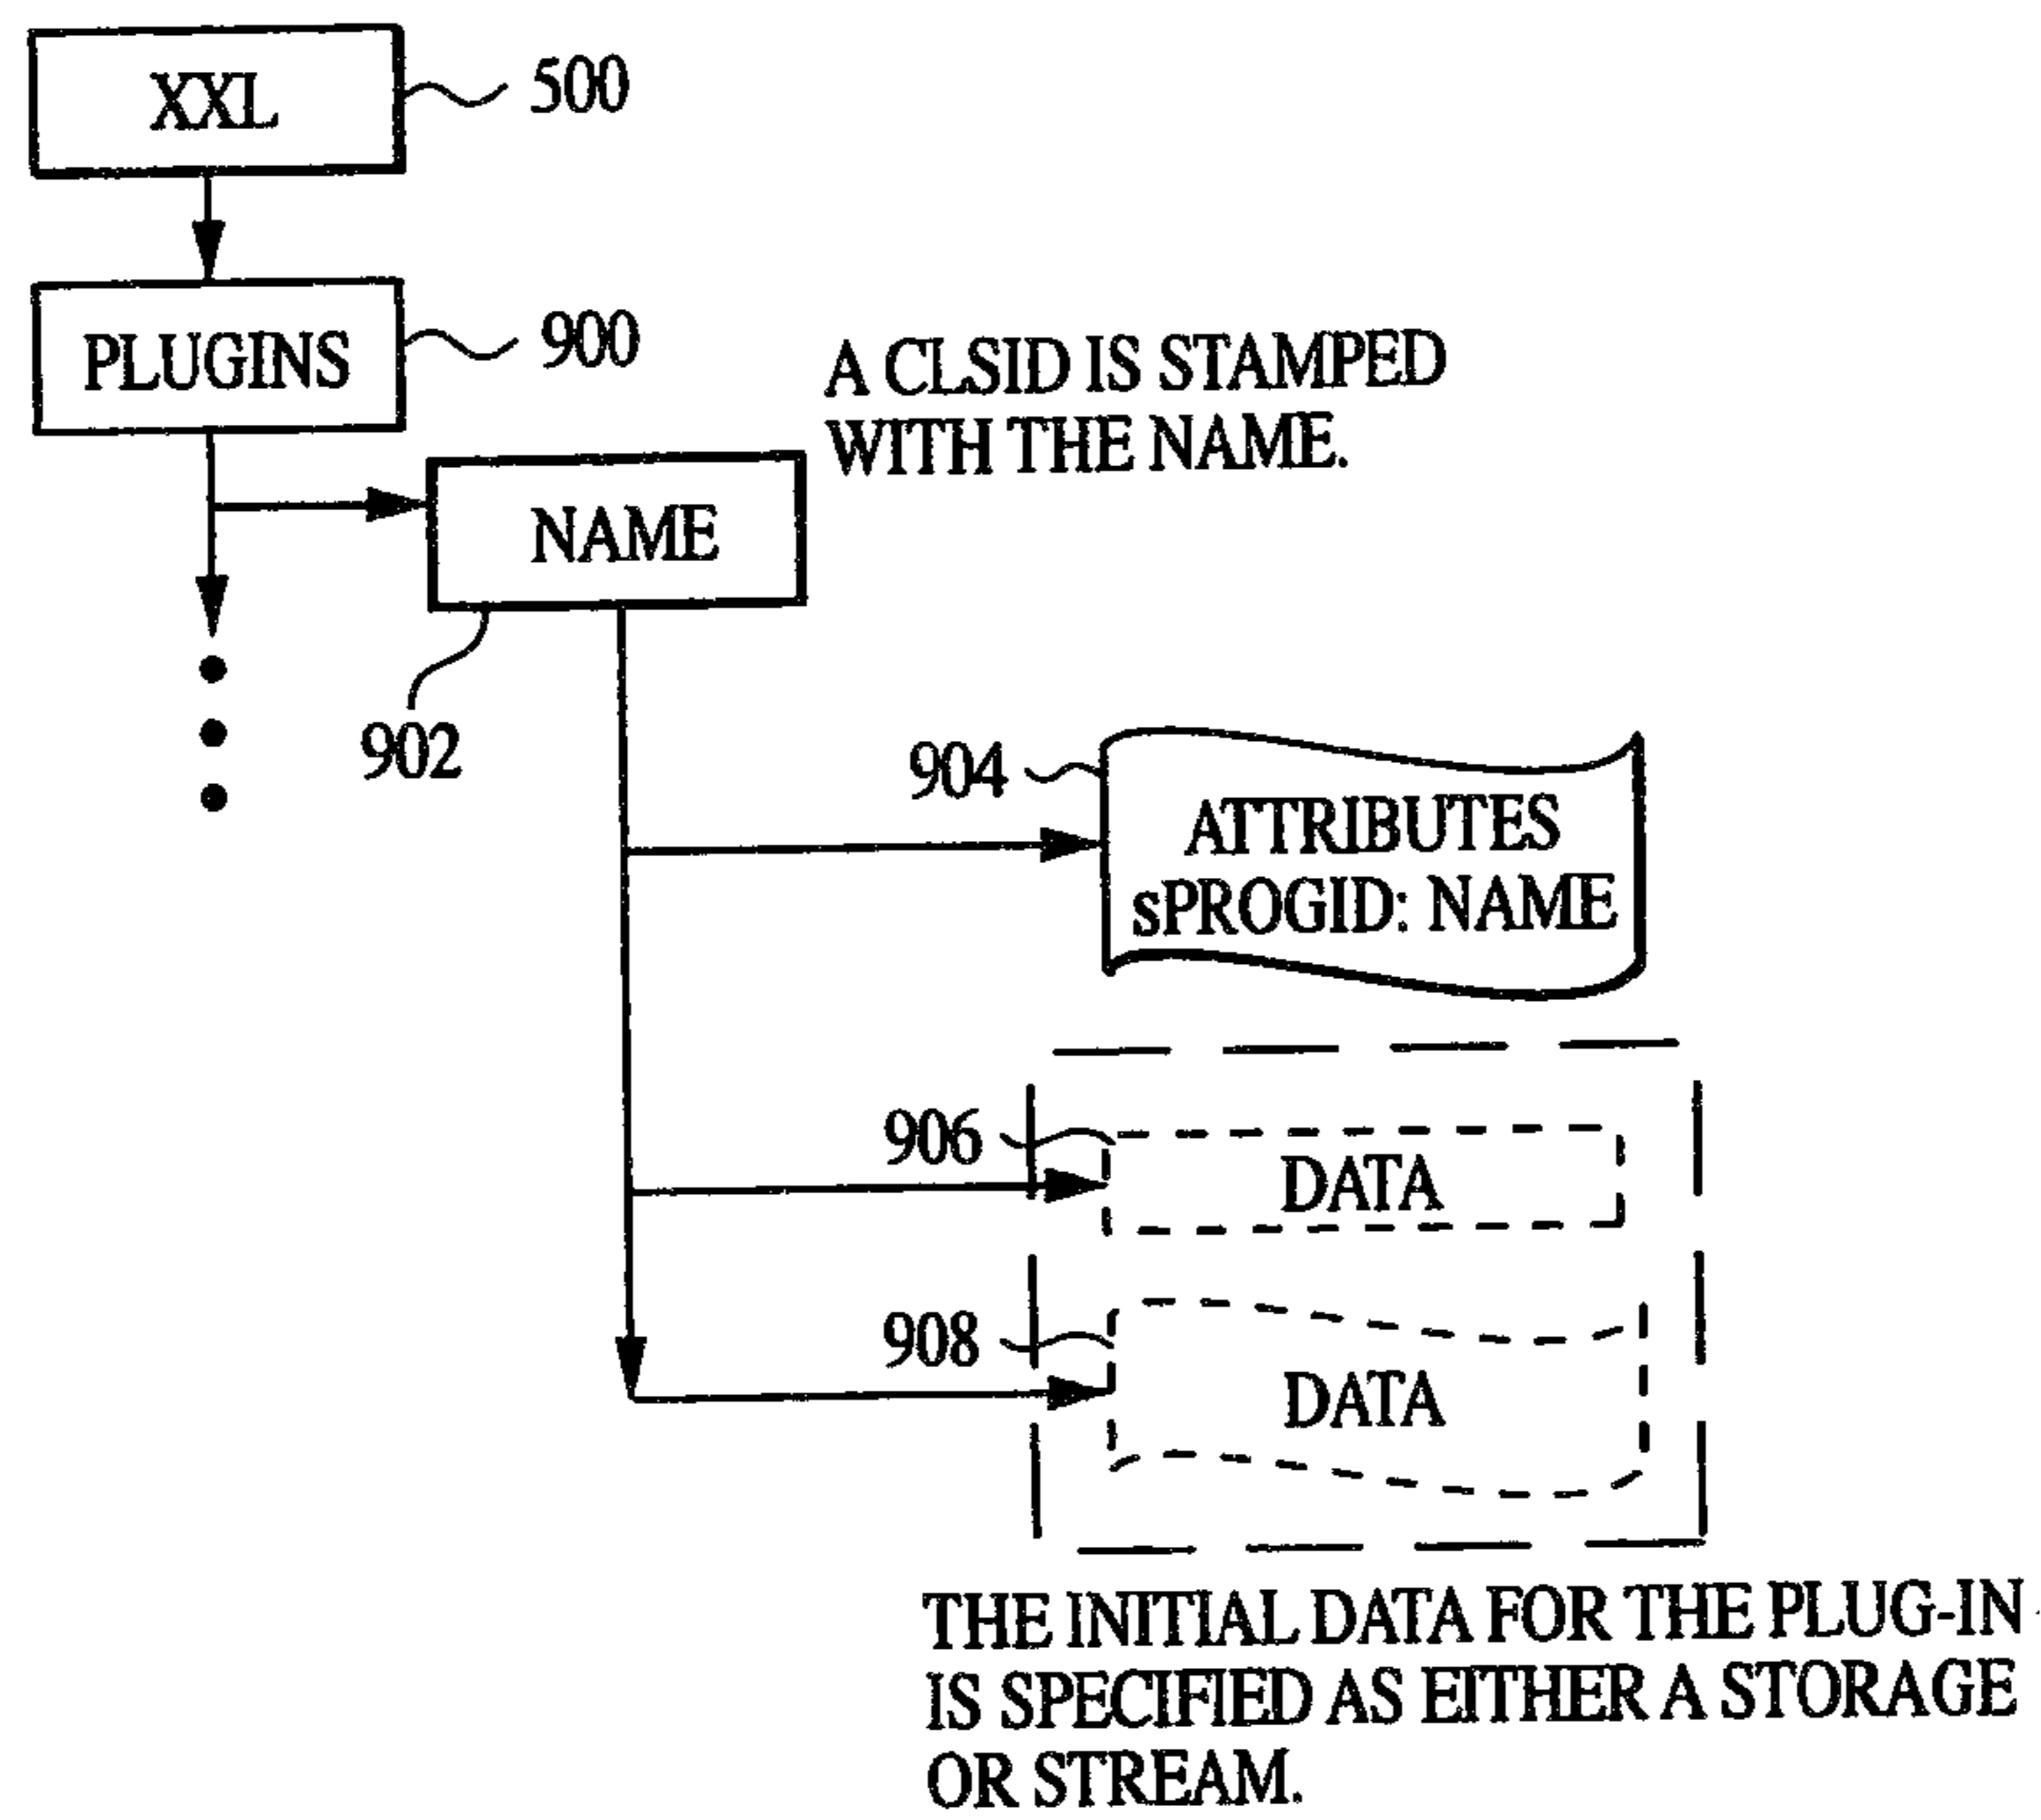 XXL
500
PLUGINS
900
A CLSID IS STAMPED
WITH THE NAME.
NAME
902
904
ATTRIBUTES
sPROGID: NAME
906
DATA
908
DATA
THE INITIAL DATA FOR THE PLUG-IN
IS SPECIFIED AS EITHER A STORAGE
OR STREAM.